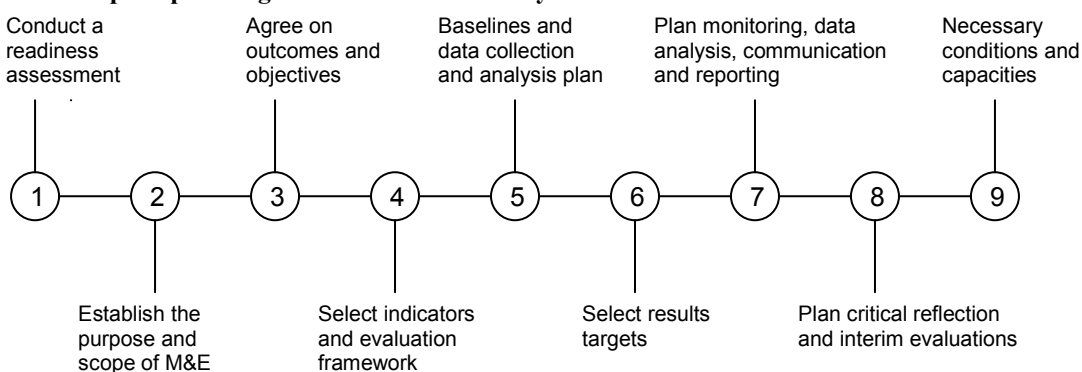 Conduct a
readiness
assessment
Agree on
outcomes and
objectives
Baselines and
data collection
and analysis plan
Plan monitoring, data
analysis, communication
and reporting
Necessary
conditions and
capacities
1
2
3
4
5
6
7
8
9
Establish the
purpose and
scope of M&E
Select indicators
and evaluation
framework
Select results
targets
Plan critical reflection
and interim evaluations